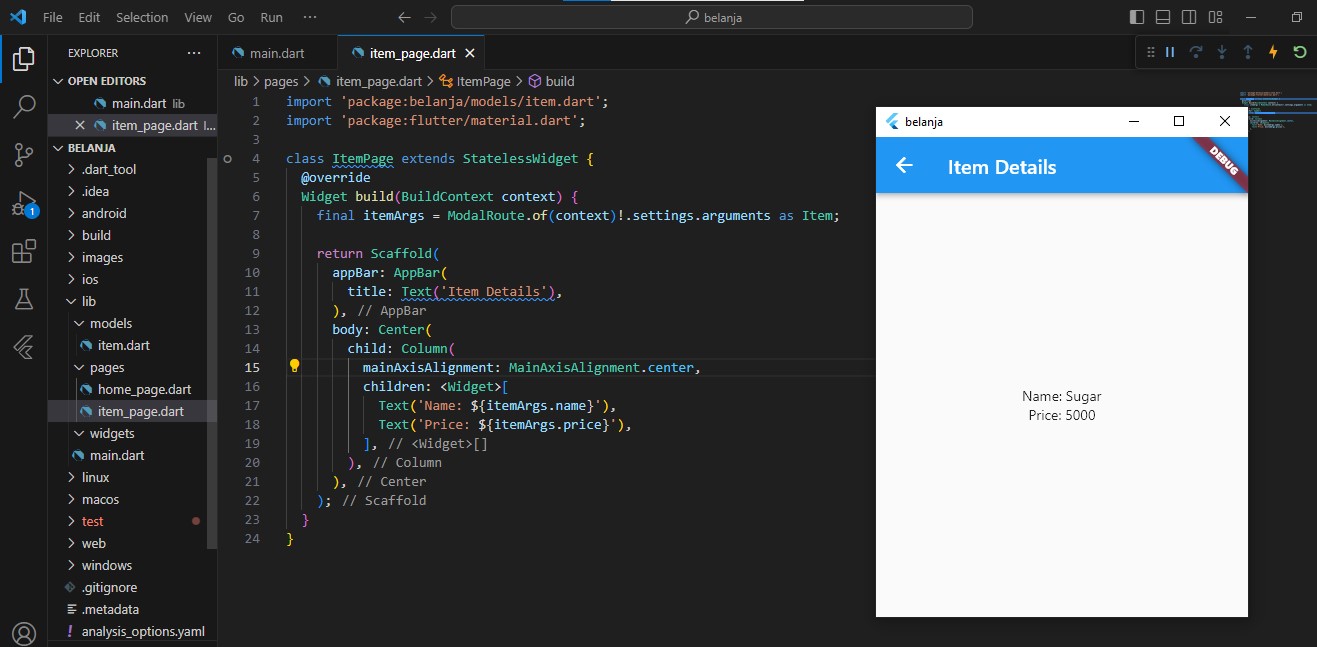 File Edit Selection View Go Run ··· belanja
EXPLORER ···
OPEN EDITORS
main.dart lib
item_page.dart l...
BELANJA
.dart_tool
.idea
android
build
images
ios
lib
models
item.dart
pages
home_page.dart
item_page.dart
widgets
main.dart
linux
macos
test
web
windows
.gitignore
.metadata
analysis_options.yaml
1
main.dart item_page.dart
lib > pages > item_page.dart > ItemPage > build
1 import 'package:belanja/models/item.dart';
2 import 'package:flutter/material.dart';
3
4 class ItemPage extends StatelessWidget {
5 @override
6 Widget build(BuildContext context) {
7 final itemArgs = ModalRoute.of(context)!.settings.arguments as Item;
8
9 return Scaffold(
10 appBar: AppBar(
11 title: Text('Item Details'),
12 ), // AppBar
13 body: Center(
14 child: Column(
15 mainAxisAlignment: MainAxisAlignment.center,
16 children: <Widget>[
17 Text('Name: ${itemArgs.name}'),
18 Text('Price: ${itemArgs.price}'),
19 ], // <Widget>[]
20 ), // Column
21 ), // Center
22 ); // Scaffold
23 }
24 }
belanja
Item Details
DEBUG
Name: Sugar
Price: 5000